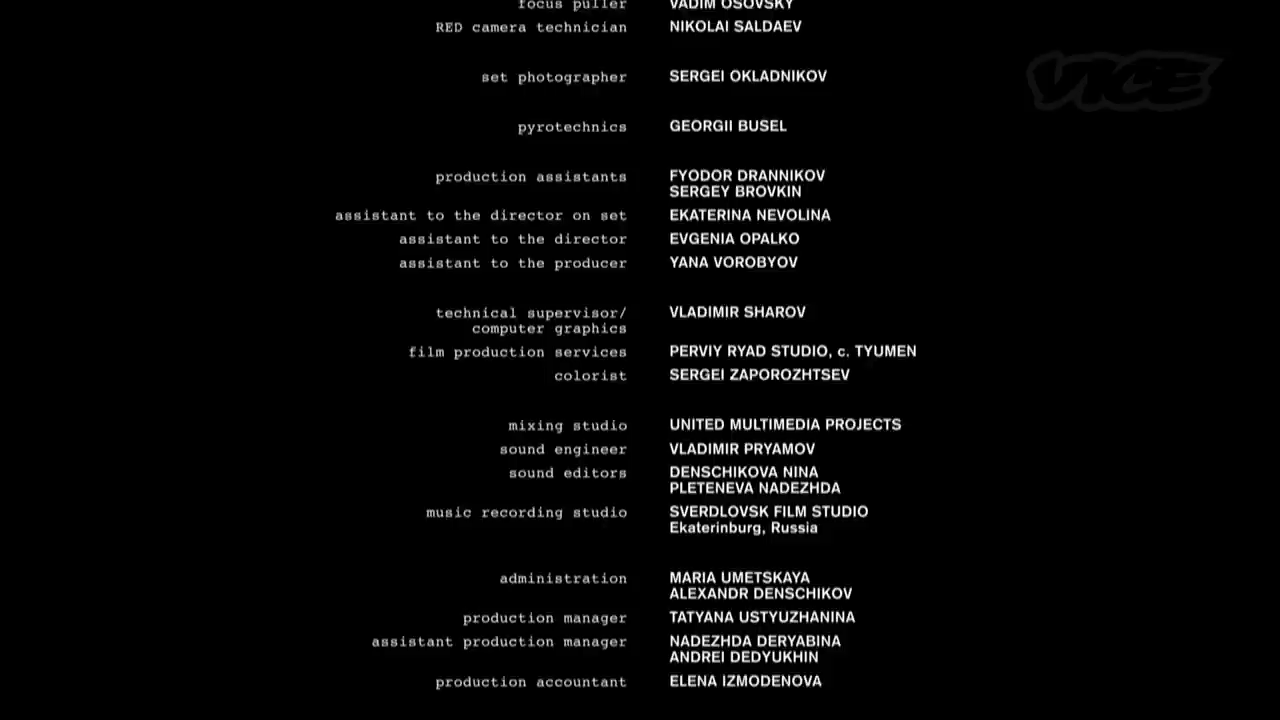 focus puller VADIM OSOVSKY
RED camera technician NIKOLAI SALDAEV
VICE
set photographer SERGEI OKLADNIKOV
pyrotechnics GEORGII BUSEL
production assistants FYODOR DRANNIKOV
SERGEY BROVKIN
assistant to the director on set EKATERINA NEVOLINA
assistant to the director EVGENIA OPALKO
assistant to the producer YANA VOROBYOV
technical supervisor/ VLADIMIR SHAROV
computer graphics
film production services PERVIY RYAD STUDIO, c. TYUMEN
colorist SERGEI ZAPOROZHTSEV
mixing studio UNITED MULTIMEDIA PROJECTS
sound engineer VLADIMIR PRYAMOV
sound editors DENSCHIKOVA NINA
PLETENEVA NADEZHDA
music recording studio SVERDLOVSK FILM STUDIO
Ekaterinburg, Russia
administration MARIA UMETSKAYA
ALEXANDR DENSCHIKOV
production manager TATYANA USTYUZHANINA
assistant production manager NADEZHDA DERYABINA
ANDREI DEDYUKHIN
production accountant ELENA IZMODENOVA